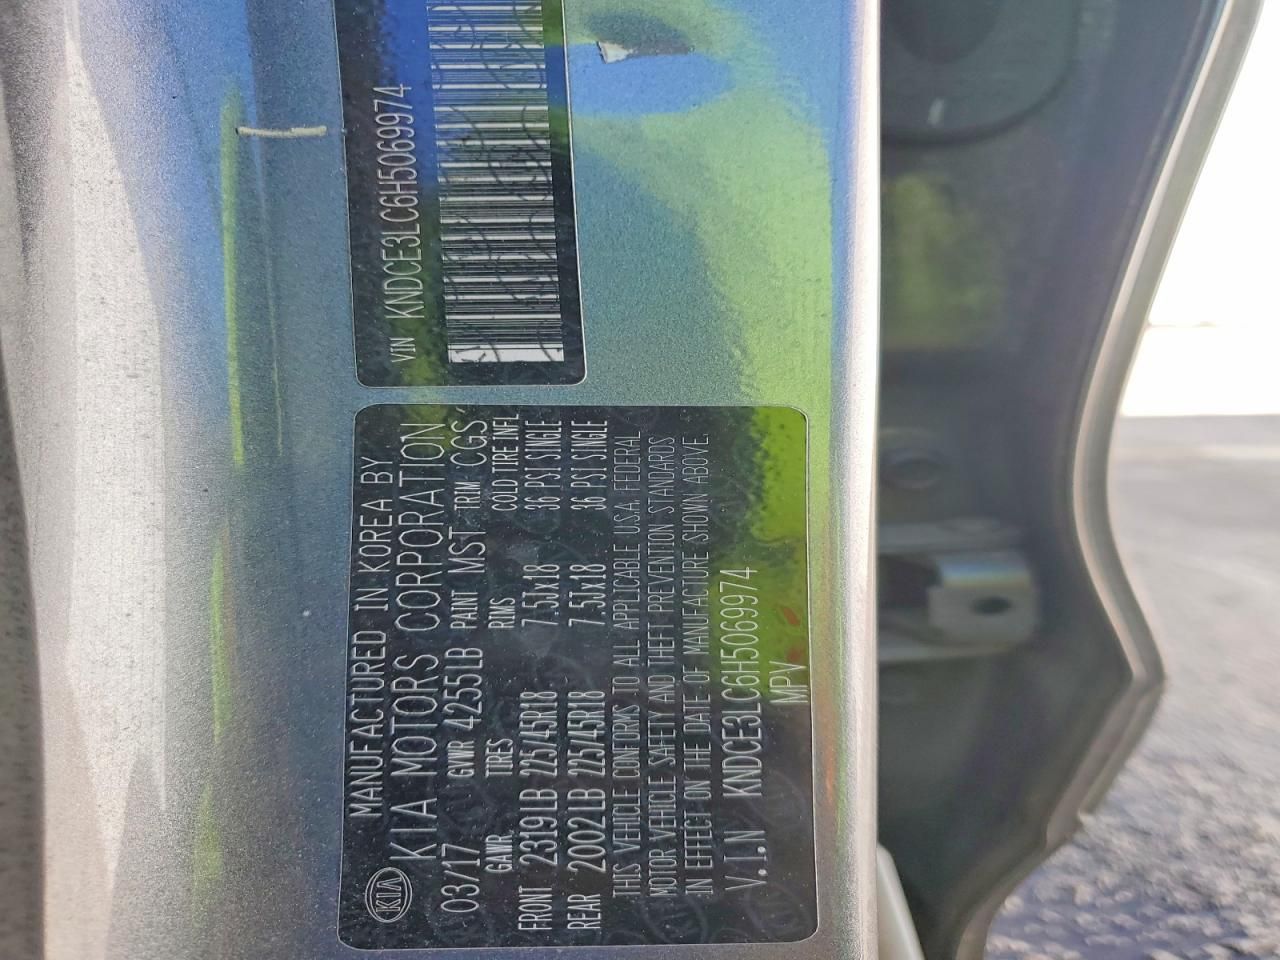 VIN KNDCE3LC6H5069974
MANUFACTURED IN KOREA BY
KIA KIA MOTORS CORPORATION
03/17 GVWR 4255LB PAINT MST TRIM CGS
GAWR. TIRES RIMS COLD TIRE INFL
FRONT 2319LB 225/45R18 7.5Jx18 36 PSI SINGLE
REAR 2002LB 225/45R18 7.5Jx18 36 PSI SINGLE
THIS VEHICLE CONFORMS TO ALL APPLICABLE U.S.A FEDERAL
MOTOR VEHICLE SAFETY AND THEFT PREVENTION STANDARDS
IN EFFECT ON THE DATE OF MANUFACTURE SHOWN ABOVE.
V.I.N KNDCE3LC6H5069974
MPV